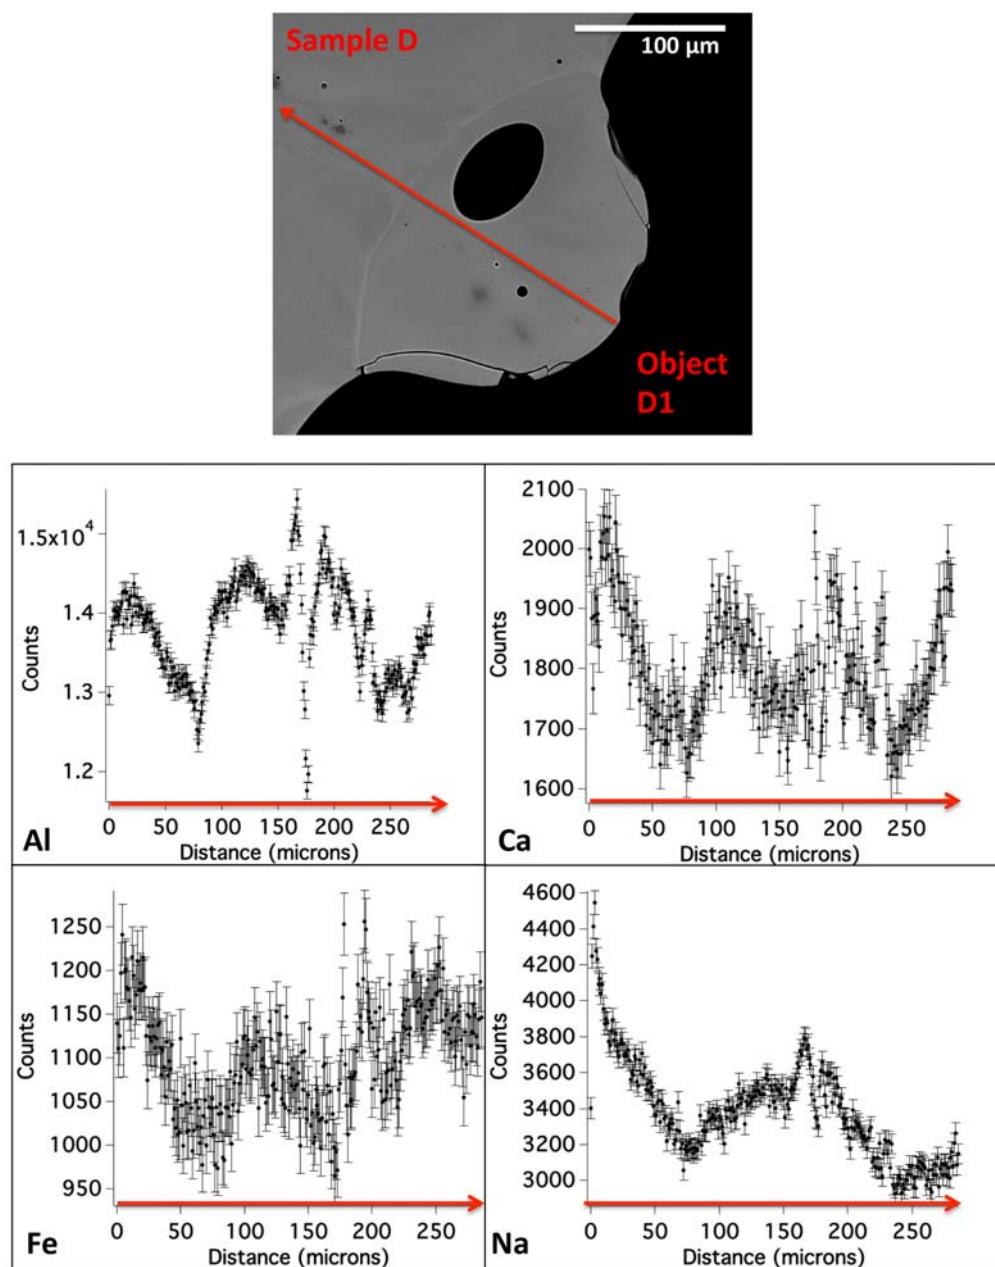 Sample D
100 µm
Object
D1
1.5x10⁴
1.4
1.3
1.2
Counts
0 50 100 150 200 250
Distance (microns)
Al
2100
2000
1900
1800
1700
1600
Counts
0 50 100 150 200 250
Distance (microns)
Ca
1250
1200
1150
1100
1050
1000
950
Counts
0 50 100 150 200 250
Distance (microns)
Fe
4600
4400
4200
4000
3800
3600
3400
3200
3000
Counts
0 50 100 150 200 250
Distance (microns)
Na